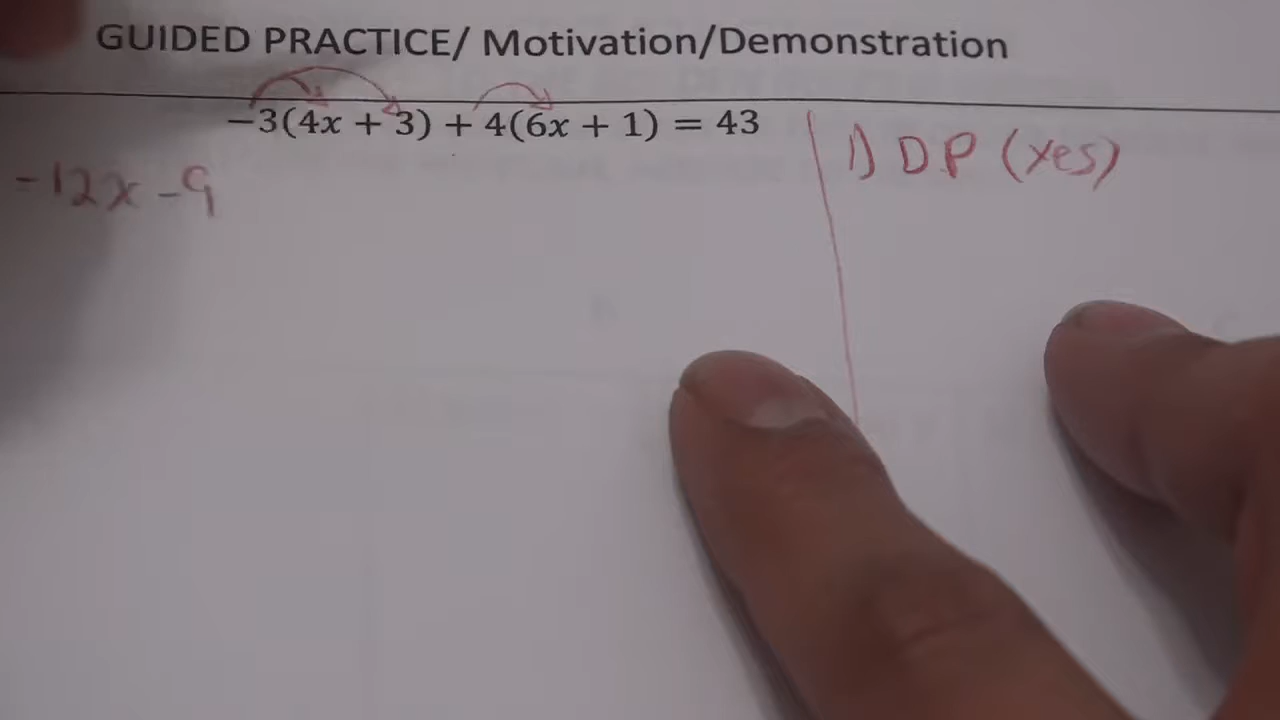 GUIDED PRACTICE/ Motivation/Demonstration
−3(4x + 3) + 4(6x + 1) = 43
1) DP (yes)
-12x -9